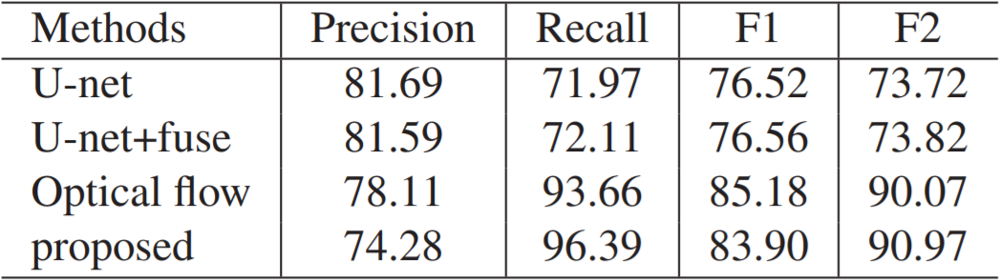 Methods Precision Recall F1 F2
U-net 81.69 71.97 76.52 73.72
U-net+fuse 81.59 72.11 76.56 73.82
Optical flow 78.11 93.66 85.18 90.07
proposed 74.28 96.39 83.90 90.97